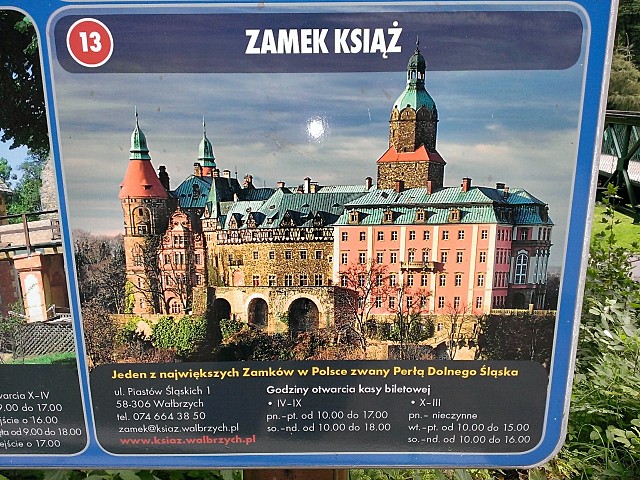 13
ZAMEK KSIĄŻ
Jeden z największych Zamków w Polsce zwany Perłą Dolnego Śląska
ul. Piastów Śląskich 1
58-306 Wałbrzych
tel. 074 664 38 50
zamek@ksiaz.walbrzych.pl
www.ksiaz.walbrzych.pl
Godziny otwarcia kasy biletowej
• IV-IX
pn.-pt. od 10.00 do 17.00
so.-nd. od 10.00 do 18.00
• X-III
pn.- nieczynne
wt.-pt. od 10.00 do 15.00
so.-nd. od 10.00 do 16.00
warcia X-IV
9.00 do 17.00
ejście o 16.00
ęta od 9.00 do 18.00
ejście o 17.00